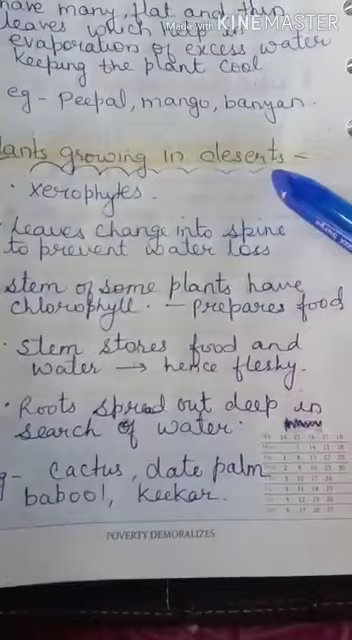 have many, flat and thin
leaves which help in
evaporation of excess water
keeping the plant cool
eg - Peepal, mango, banyan.
Made with KINEMASTER
lants growing in deserts =
• xerophytes.
leaves change into spine
to prevent water loss
stem of some plants have
chlorophyll. - prepares food
• stem stores food and
water → hence fleshy.
• Roots spread out deep in
search of water.
g - cactus, date palm
babool, keekar.
POVERTY DEMORALIZES